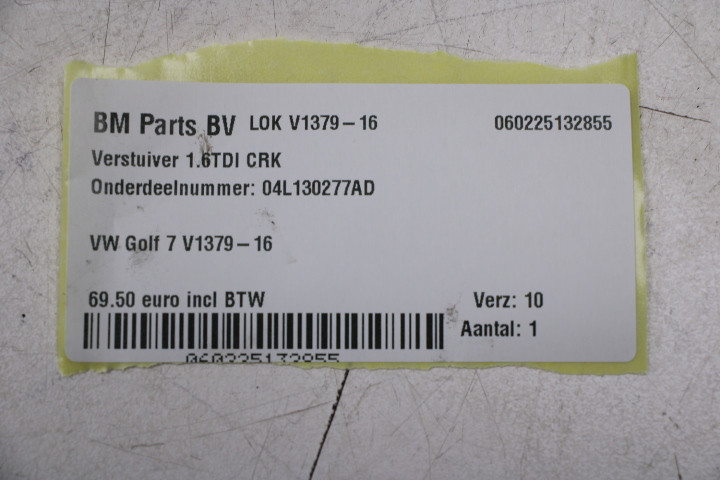 BM Parts BV LOK V1379-16 060225132855
Verstuiver 1.6TDI CRK
Onderdeelnummer: 04L130277AD
VW Golf 7 V1379-16
69.50 euro incl BTW Verz: 10
Aantal: 1
060225132855